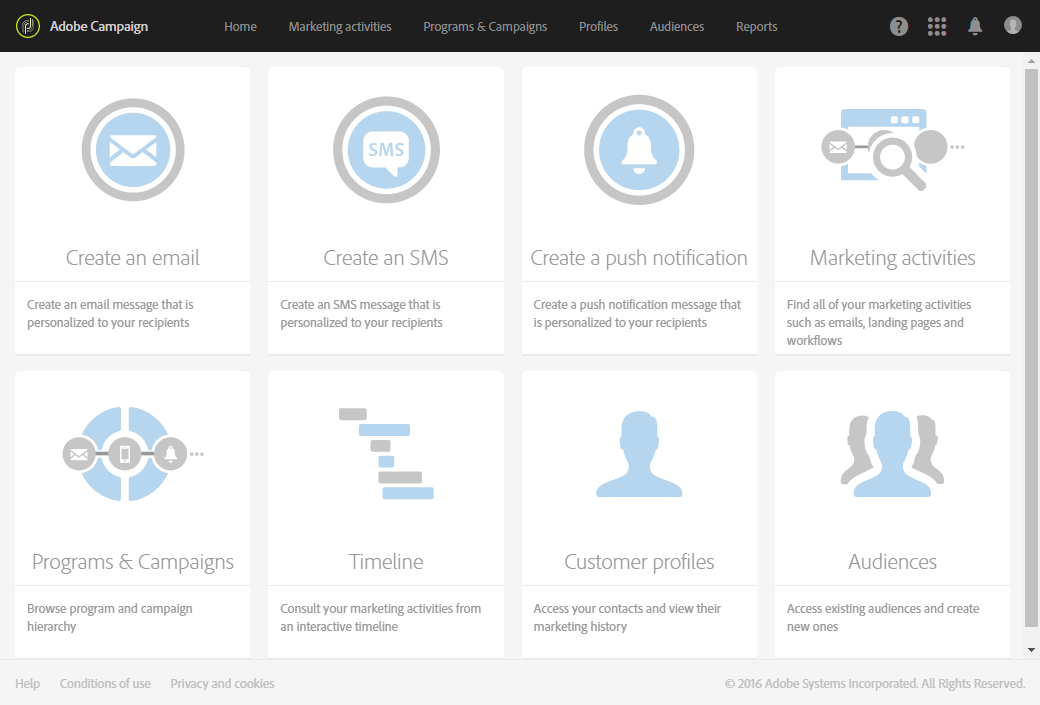 Adobe Campaign
Home
Marketing activities
Programs & Campaigns
Profiles
Audiences
Reports
?
SMS
Create an email
Create an SMS
Create a push notification
Marketing activities
Create an email message that is
personalized to your recipients
Create an SMS message that is
personalized to your recipients
Create a push notification message that
is personalized to your recipients
Find all of your marketing activities
such as emails, landing pages and
workflows
Programs & Campaigns
Timeline
Customer profiles
Audiences
Browse program and campaign
hierarchy
Consult your marketing activities from
an interactive timeline
Access your contacts and view their
marketing history
Access existing audiences and create
new ones
Help
Conditions of use
Privacy and cookies
© 2016 Adobe Systems Incorporated. All Rights Reserved.